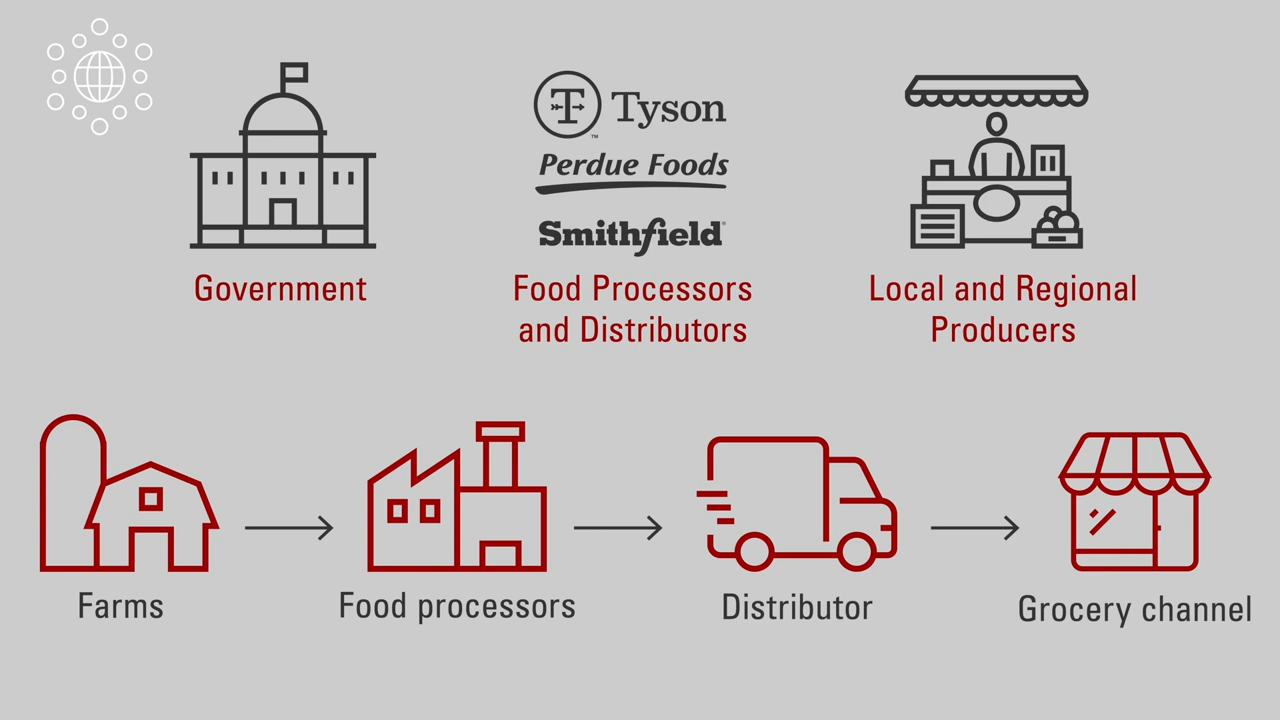 Tyson
Perdue Foods
Smithfield
Government
Food Processors
and Distributors
Local and Regional
Producers
Farms
Food processors
Distributor
Grocery channel